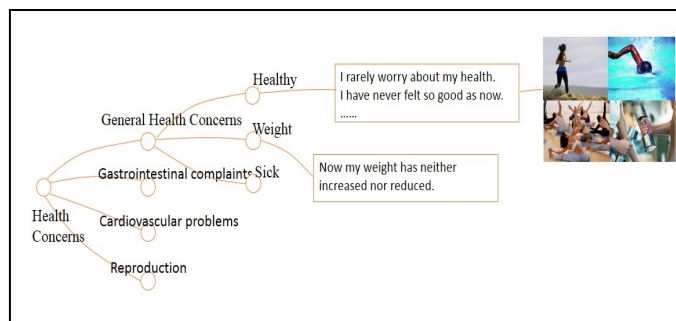 Healthy
I rarely worry about my health.
I have never felt so good as now.
......
General Health Concerns
Weight
Now my weight has neither
increased nor reduced.
Gastrointestinal complaints
Sick
Health
Concerns
Cardiovascular problems
Reproduction